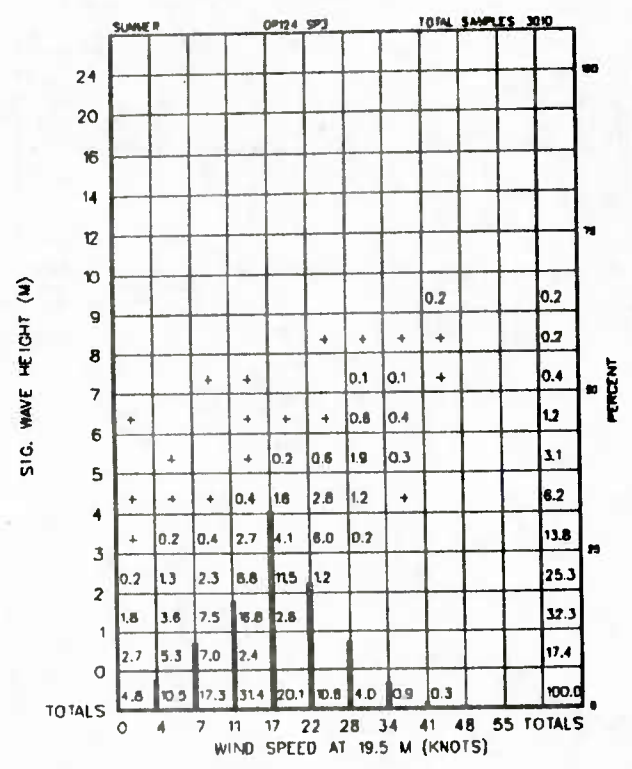 SUMMER OP124 SP3 TOTAL SAMPLES 3010
24 100
20
16
14
12 75
10
0.2 0.2
9
+ + + + 0.2
8
+ + 0.1 0.1 + 0.4
7 50
+ + + + 0.8 0.4 1.2
6
+ + 0.2 0.6 1.9 0.3 3.1
5
+ + + 0.4 1.6 2.8 1.2 + 6.2
4
+ 0.2 0.4 2.7 4.1 6.0 0.2 13.8
3 25
0.2 1.3 2.3 8.8 11.5 1.2 25.3
2
1.8 3.6 7.5 16.8 2.8 32.3
1
2.7 5.3 7.0 2.4 17.4
0
4.8 10.5 17.3 31.4 20.1 10.8 4.0 0.9 0.3 100.0
TOTALS 0
0 4 7 11 17 22 28 34 41 48 55 TOTALS
WIND SPEED AT 19.5 M (KNOTS)
SIG. WAVE HEIGHT (M)
PERCENT